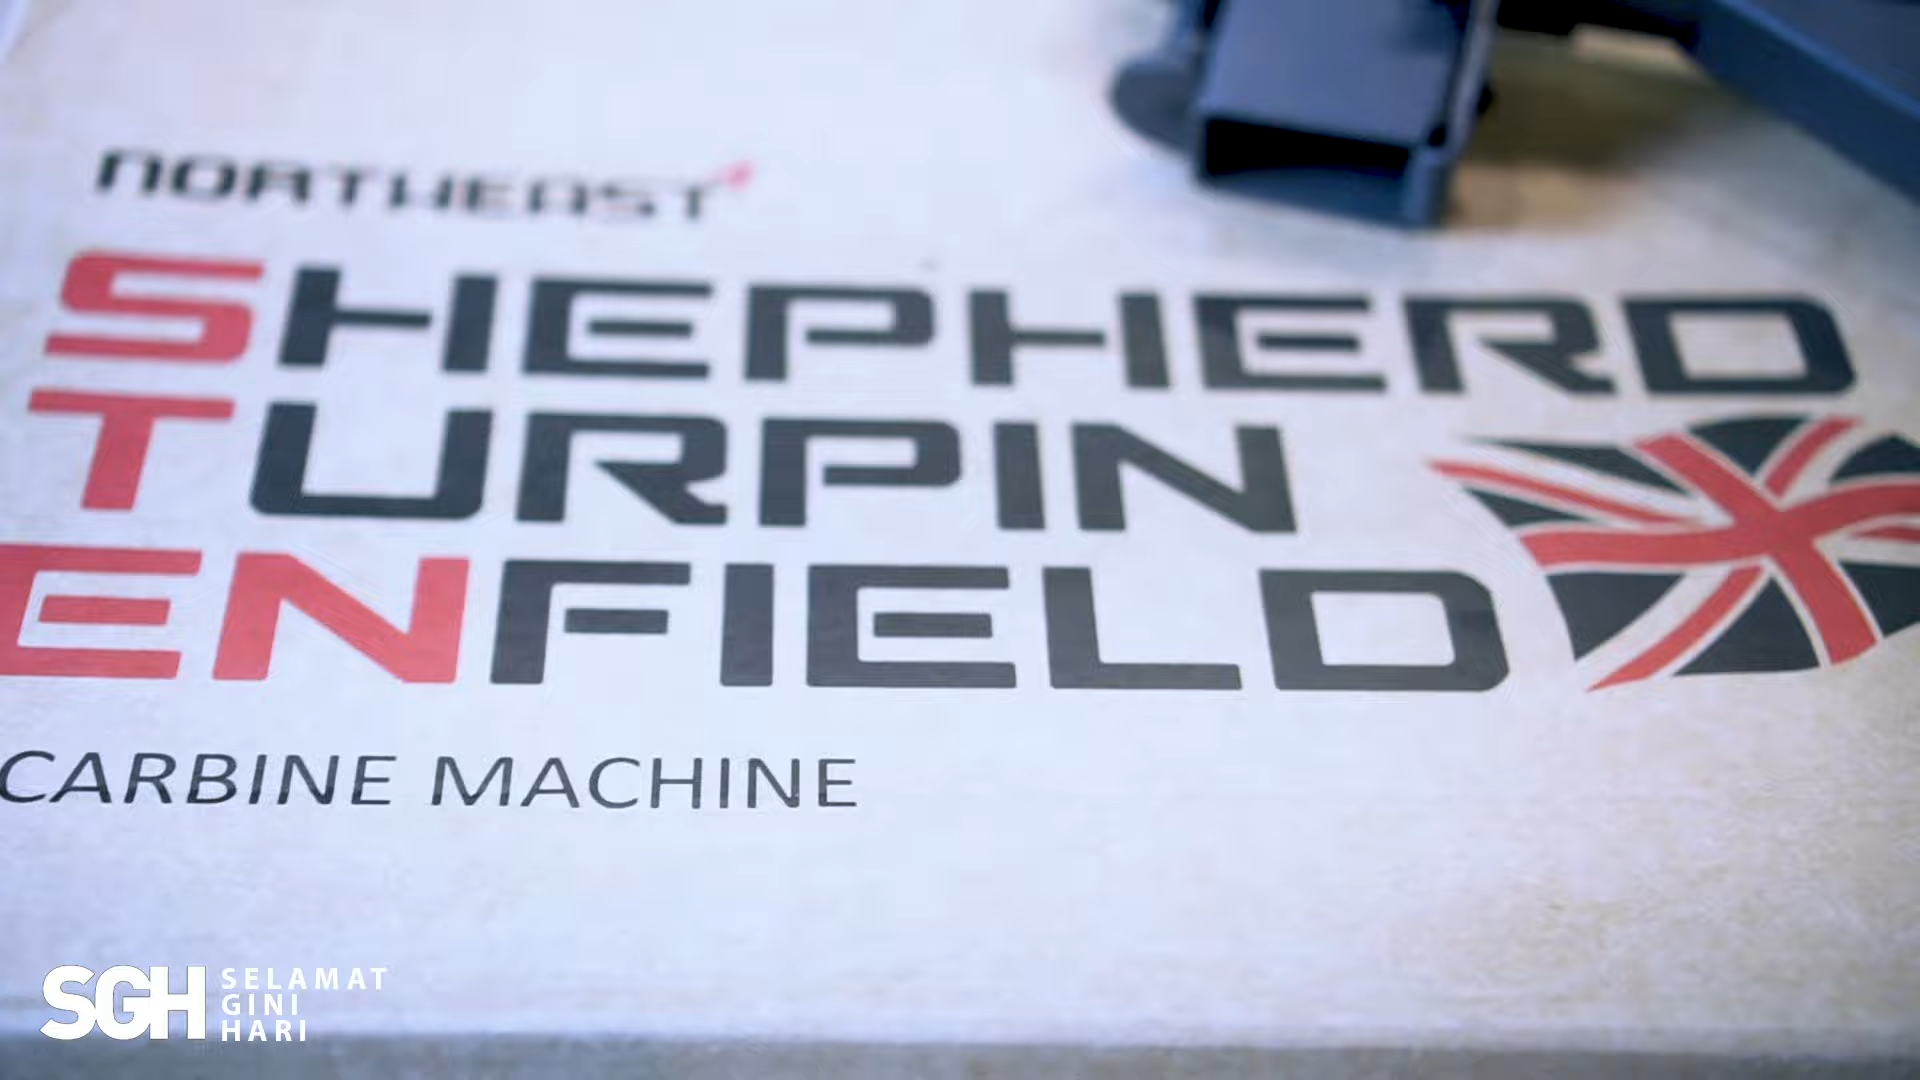 NORTHEAST
SHEPHERD
TURPIN
ENFIELD
CARBINE MACHINE
SGH SELAMAT
GINI
HARI